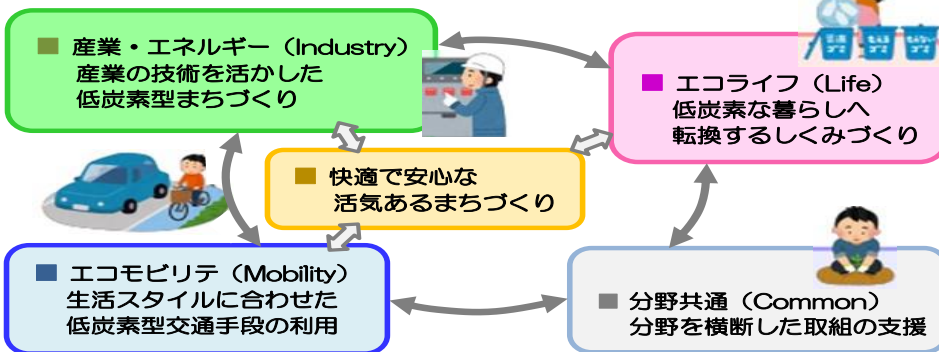 ■ 産業・エネルギー（Industry）
産業の技術を活かした
低炭素型まちづくり
■ エコライフ（Life）
低炭素な暮らしへ
転換するしくみづくり
■ 快適で安心な
活気あるまちづくり
■ エコモビリテ（Mobility）
生活スタイルに合わせた
低炭素型交通手段の利用
■ 分野共通（Common）
分野を横断した取組の支援